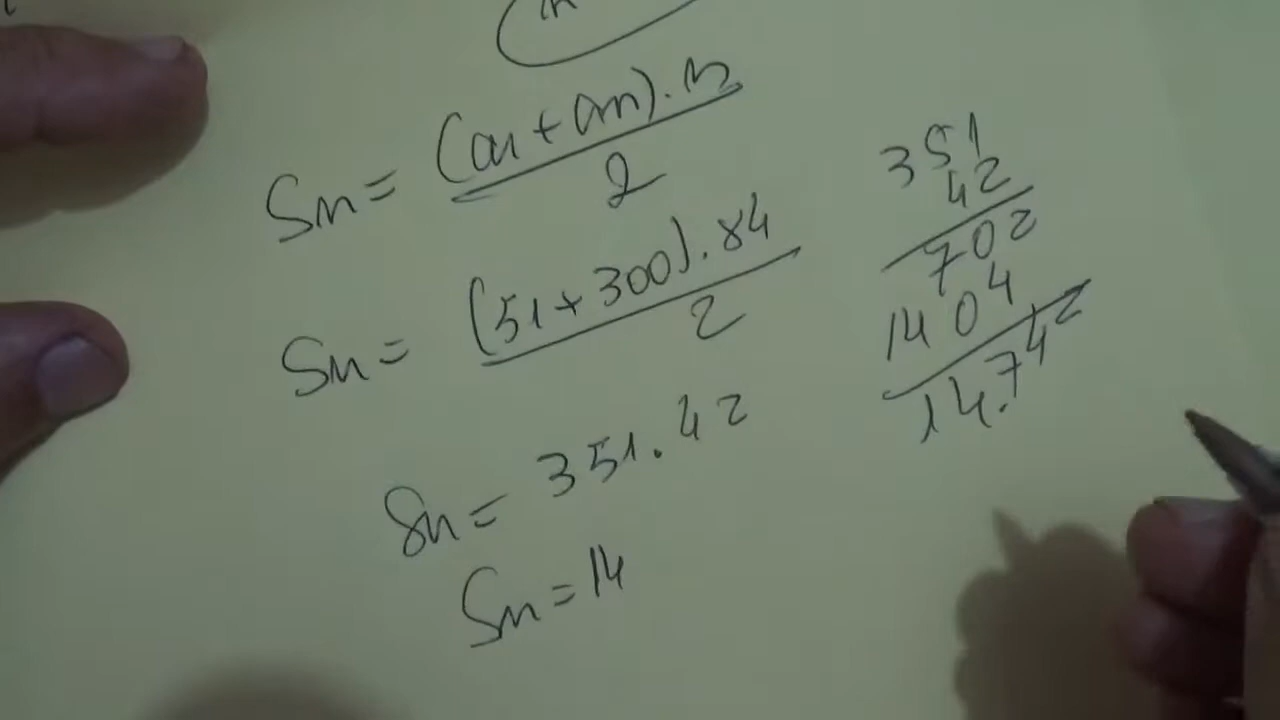 Sn = (a1 + an) . n
2
Sn = (51 + 300) . 84
2
Sn = 351 . 42
Sn = 14
351
42
702
1404
14.742